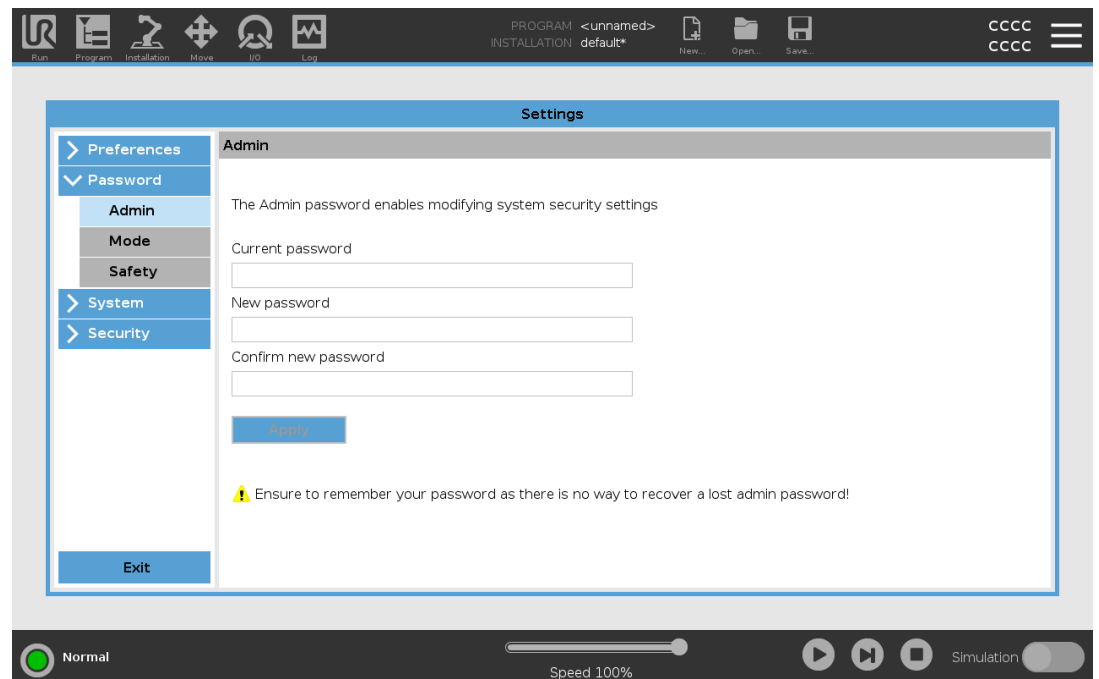 PROGRAM <unnamed>
INSTALLATION default*
CCCC
CCCC
Run Program Installation Move I/O Log New... Open... Save...
Settings
Preferences
Password
Admin
Mode
Safety
System
Security
Exit
Admin
The Admin password enables modifying system security settings
Current password
New password
Confirm new password
Apply
Ensure to remember your password as there is no way to recover a lost admin password!
Normal
Speed 100%
Simulation